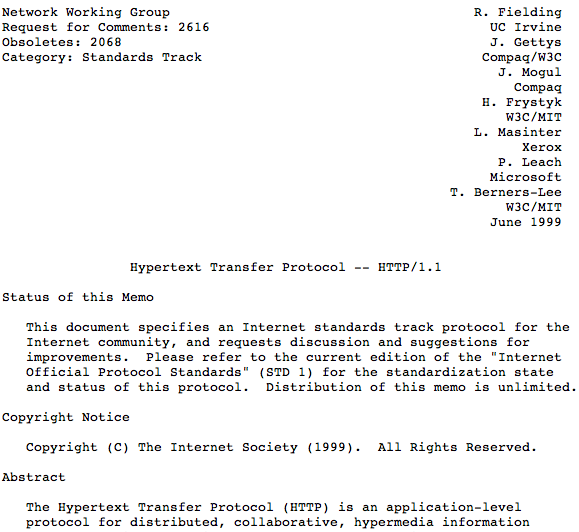 Network Working Group R. Fielding
Request for Comments: 2616 UC Irvine
Obsoletes: 2068 J. Gettys
Category: Standards Track Compaq/W3C
J. Mogul
Compaq
H. Frystyk
W3C/MIT
L. Masinter
Xerox
P. Leach
Microsoft
T. Berners-Lee
W3C/MIT
June 1999
Hypertext Transfer Protocol -- HTTP/1.1
Status of this Memo
This document specifies an Internet standards track protocol for the
Internet community, and requests discussion and suggestions for
improvements.  Please refer to the current edition of the "Internet
Official Protocol Standards" (STD 1) for the standardization state
and status of this protocol.  Distribution of this memo is unlimited.
Copyright Notice
Copyright (C) The Internet Society (1999).  All Rights Reserved.
Abstract
The Hypertext Transfer Protocol (HTTP) is an application-level
protocol for distributed, collaborative, hypermedia information